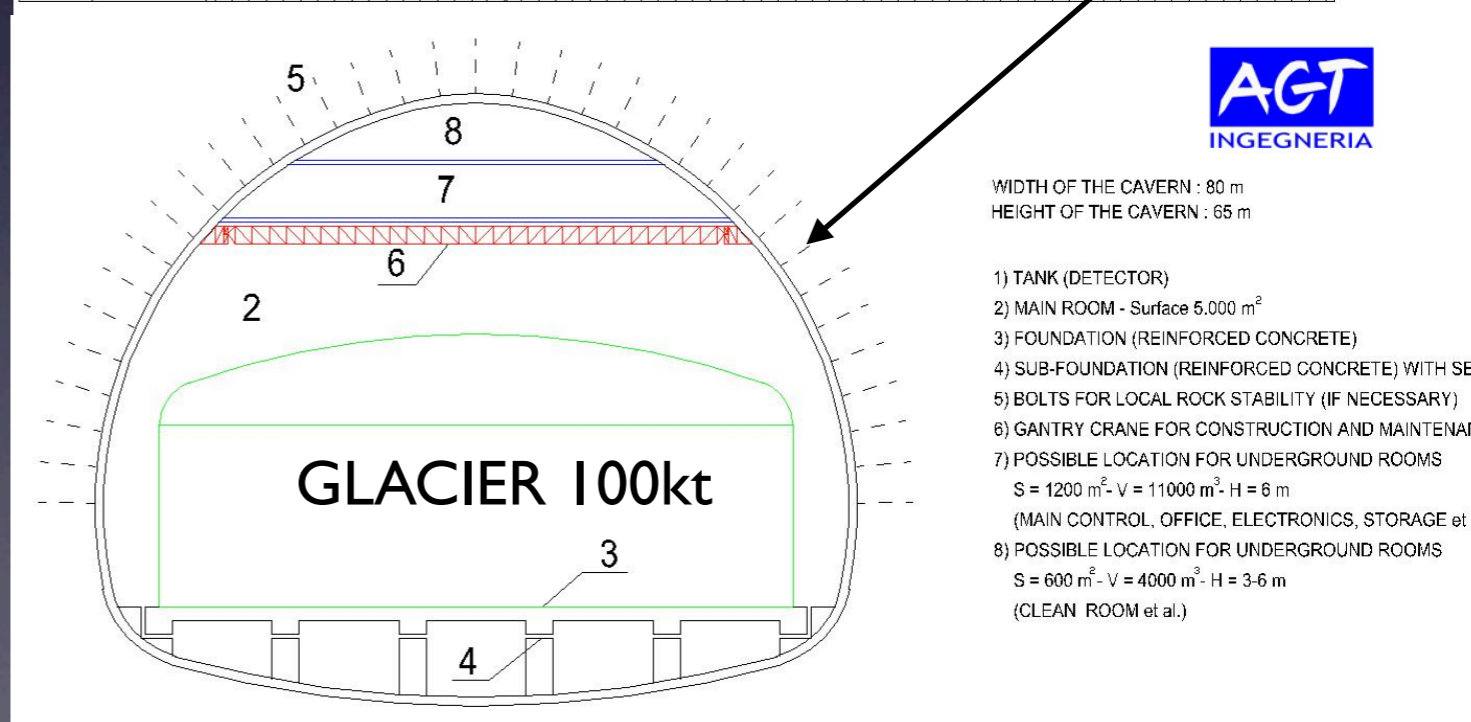 5
8
7
6
2
GLACIER 100kt
3
4
AGT
INGEGNERIA
WIDTH OF THE CAVERN : 80 m
HEIGHT OF THE CAVERN : 65 m
1) TANK (DETECTOR)
2) MAIN ROOM - Surface 5.000 m²
3) FOUNDATION (REINFORCED CONCRETE)
4) SUB-FOUNDATION (REINFORCED CONCRETE) WITH SE
5) BOLTS FOR LOCAL ROCK STABILITY (IF NECESSARY)
6) GANTRY CRANE FOR CONSTRUCTION AND MAINTENA
7) POSSIBLE LOCATION FOR UNDERGROUND ROOMS
S = 1200 m²- V = 11000 m³- H = 6 m
(MAIN CONTROL, OFFICE, ELECTRONICS, STORAGE et
8) POSSIBLE LOCATION FOR UNDERGROUND ROOMS
S = 600 m²- V = 4000 m³- H = 3-6 m
(CLEAN ROOM et al.)